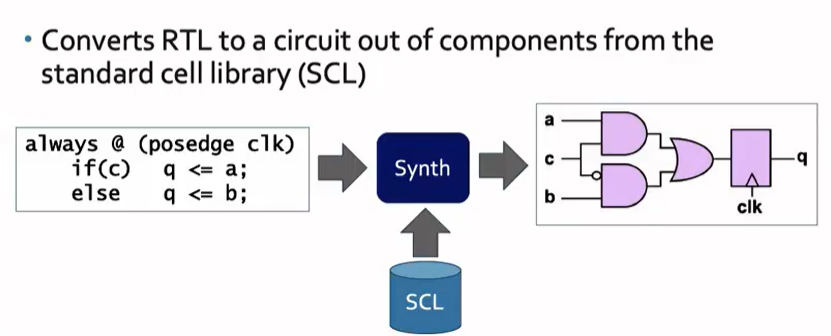 • Converts RTL to a circuit out of components from the
standard cell library (SCL)
always @ (posedge clk)
if(c) q <= a;
else q <= b;
Synth
SCL
a
c
b
q
clk